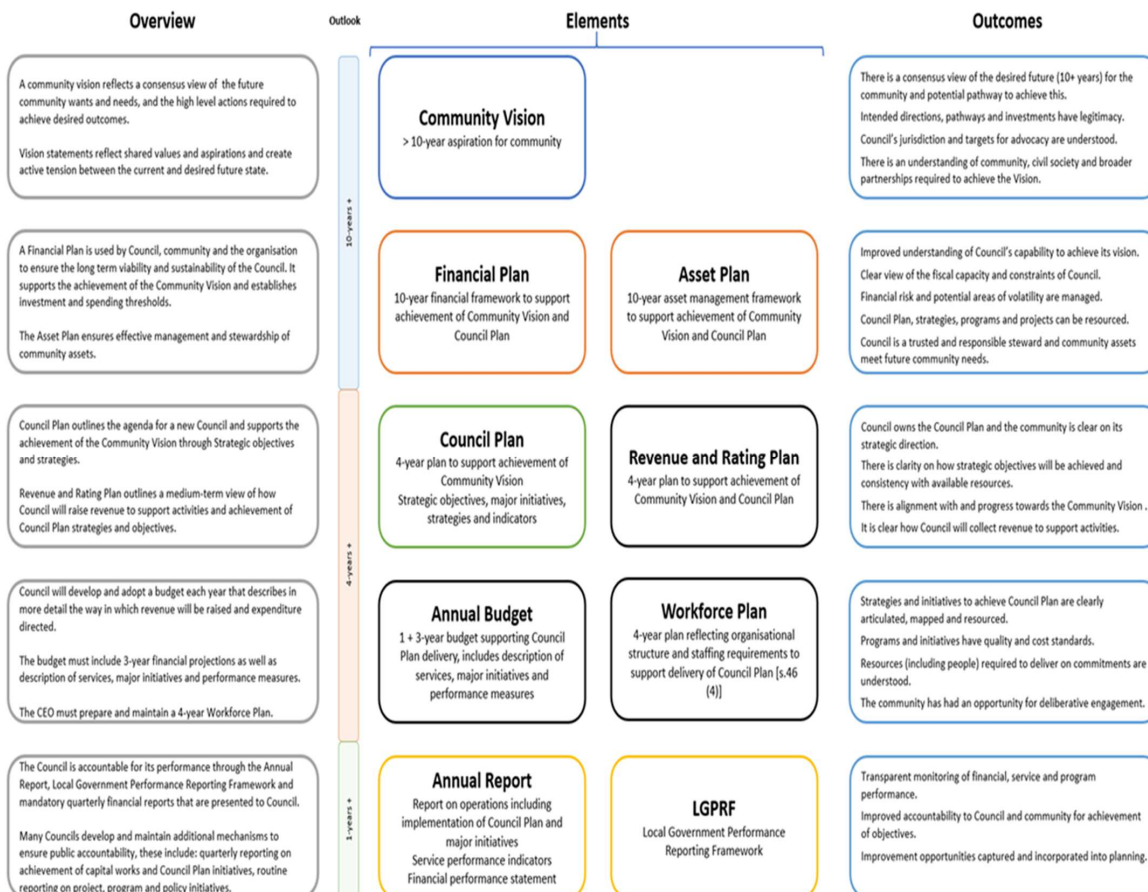 Overview
Outlook
Elements
Outcomes
A community vision reflects a consensus view of the future
community wants and needs, and the high level actions required to
achieve desired outcomes.
Vision statements reflect shared values and aspirations and create
active tension between the current and desired future state.
10-years +
Community Vision
> 10-year aspiration for community
There is a consensus view of the desired future (10+ years) for the
community and potential pathway to achieve this.
Intended directions, pathways and investments have legitimacy.
Council's jurisdiction and targets for advocacy are understood.
There is an understanding of community, civil society and broader
partnerships required to achieve the Vision.
A Financial Plan is used by Council, community and the organisation
to ensure the long term viability and sustainability of the Council. It
supports the achievement of the Community Vision and establishes
investment and spending thresholds.
The Asset Plan ensures effective management and stewardship of
community assets.
Financial Plan
10-year financial framework to support
achievement of Community Vision and
Council Plan
Asset Plan
10-year asset management framework
to support achievement of Community
Vision and Council Plan
Improved understanding of Council's capability to achieve its vision.
Clear view of the fiscal capacity and constraints of Council.
Financial risk and potential areas of volatility are managed.
Council Plan, strategies, programs and projects can be resourced.
Council is a trusted and responsible steward and community assets
meet future community needs.
Council Plan outlines the agenda for a new Council and supports the
achievement of the Community Vision through Strategic objectives
and strategies.
Revenue and Rating Plan outlines a medium-term view of how
Council will raise revenue to support activities and achievement of
Council Plan strategies and objectives.
4-years +
Council Plan
4-year plan to support achievement of
Community Vision
Strategic objectives, major initiatives,
strategies and indicators
Revenue and Rating Plan
4-year plan to support achievement of
Community Vision and Council Plan
Council owns the Council Plan and the community is clear on its
strategic direction.
There is clarity on how strategic objectives will be achieved and
consistency with available resources.
There is alignment with and progress towards the Community Vision .
It is clear how Council will collect revenue to support activities.
Council will develop and adopt a budget each year that describes in
more detail the way in which revenue will be raised and expenditure
directed.
The budget must include 3-year financial projections as well as
description of services, major initiatives and performance measures.
The CEO must prepare and maintain a 4-year Workforce Plan.
Annual Budget
1 + 3-year budget supporting Council
Plan delivery, includes description of
services, major initiatives and
performance measures
Workforce Plan
4-year plan reflecting organisational
structure and staffing requirements to
support delivery of Council Plan [s.46
(4)]
Strategies and initiatives to achieve Council Plan are clearly
articulated, mapped and resourced.
Programs and initiatives have quality and cost standards.
Resources (including people) required to deliver on commitments are
understood.
The community has had an opportunity for deliberative engagement.
The Council is accountable for its performance through the Annual
Report, Local Government Performance Reporting Framework and
mandatory quarterly financial reports that are presented to Council.
Many Councils develop and maintain additional mechanisms to
ensure public accountability, these include: quarterly reporting on
achievement of capital works and Council Plan initiatives, routine
reporting on project, program and policy initiatives.
1-years +
Annual Report
Report on operations including
implementation of Council Plan and
major initiatives
Service performance indicators
Financial performance statement
LGPRF
Local Government Performance
Reporting Framework
Transparent monitoring of financial, service and program
performance.
Improved accountability to Council and community for achievement
of objectives.
Improvement opportunities captured and incorporated into planning.